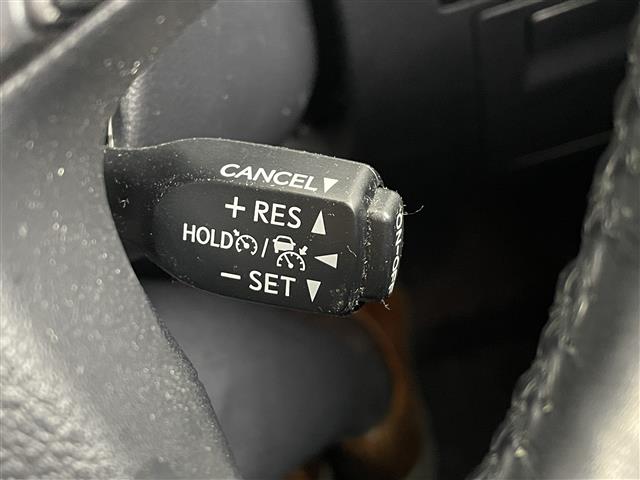 CANCEL▼
+ RES ▲
HOLD / ◀
− SET ▼